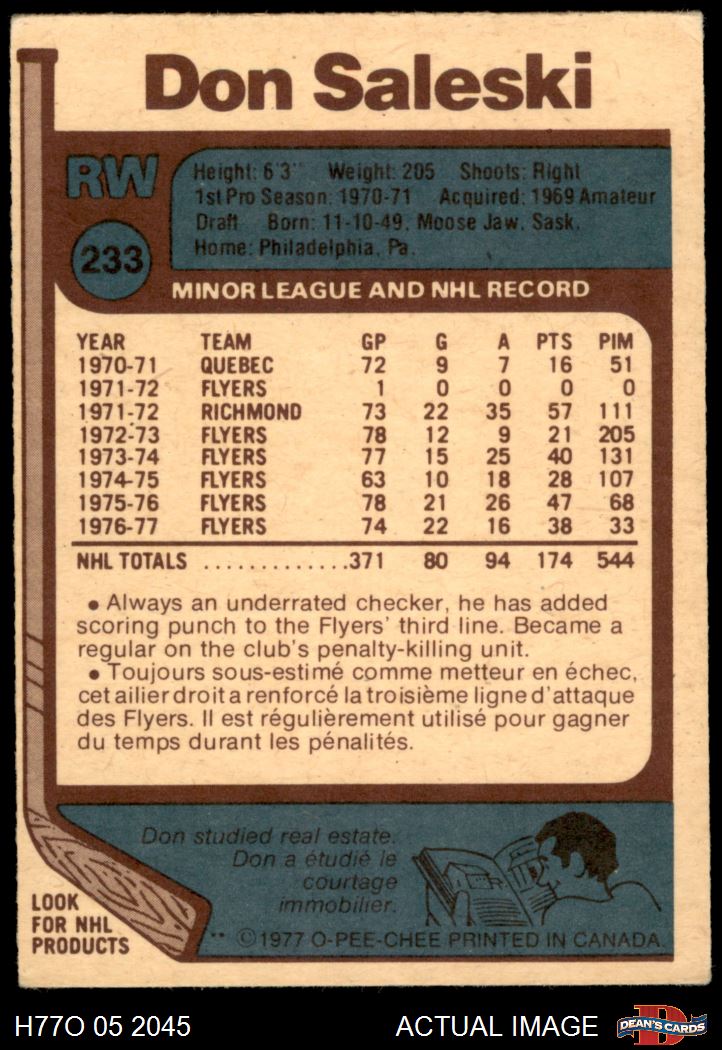 Don Saleski
RW
Height: 6'3" Weight: 205 Shoots: Right
1st Pro Season: 1970-71 Acquired: 1969 Amateur
Draft Born: 11-10-49, Moose Jaw, Sask.
Home: Philadelphia, Pa.
233
MINOR LEAGUE AND NHL RECORD
YEAR TEAM GP G A PTS PIM
1970-71 QUEBEC 72 9 7 16 51
1971-72 FLYERS 1 0 0 0 0
1971-72 RICHMOND 73 22 35 57 111
1972-73 FLYERS 78 12 9 21 205
1973-74 FLYERS 77 15 25 40 131
1974-75 FLYERS 63 10 18 28 107
1975-76 FLYERS 78 21 26 47 68
1976-77 FLYERS 74 22 16 38 33
NHL TOTALS .............371 80 94 174 544
• Always an underrated checker, he has added
scoring punch to the Flyers' third line. Became a
regular on the club's penalty-killing unit.
• Toujours sous-estimé comme metteur en échec,
cet ailier droit a renforcé la troisième ligne d'attaque
des Flyers. Il est régulièrement utilisé pour gagner
du temps durant les pénalités.
Don studied real estate.
Don a étudié le
courtage
immobilier.
LOOK
FOR NHL
PRODUCTS
** ©1977 O-PEE-CHEE PRINTED IN CANADA.
H77O 05 2045
ACTUAL IMAGE
D
DEAN'S CARDS